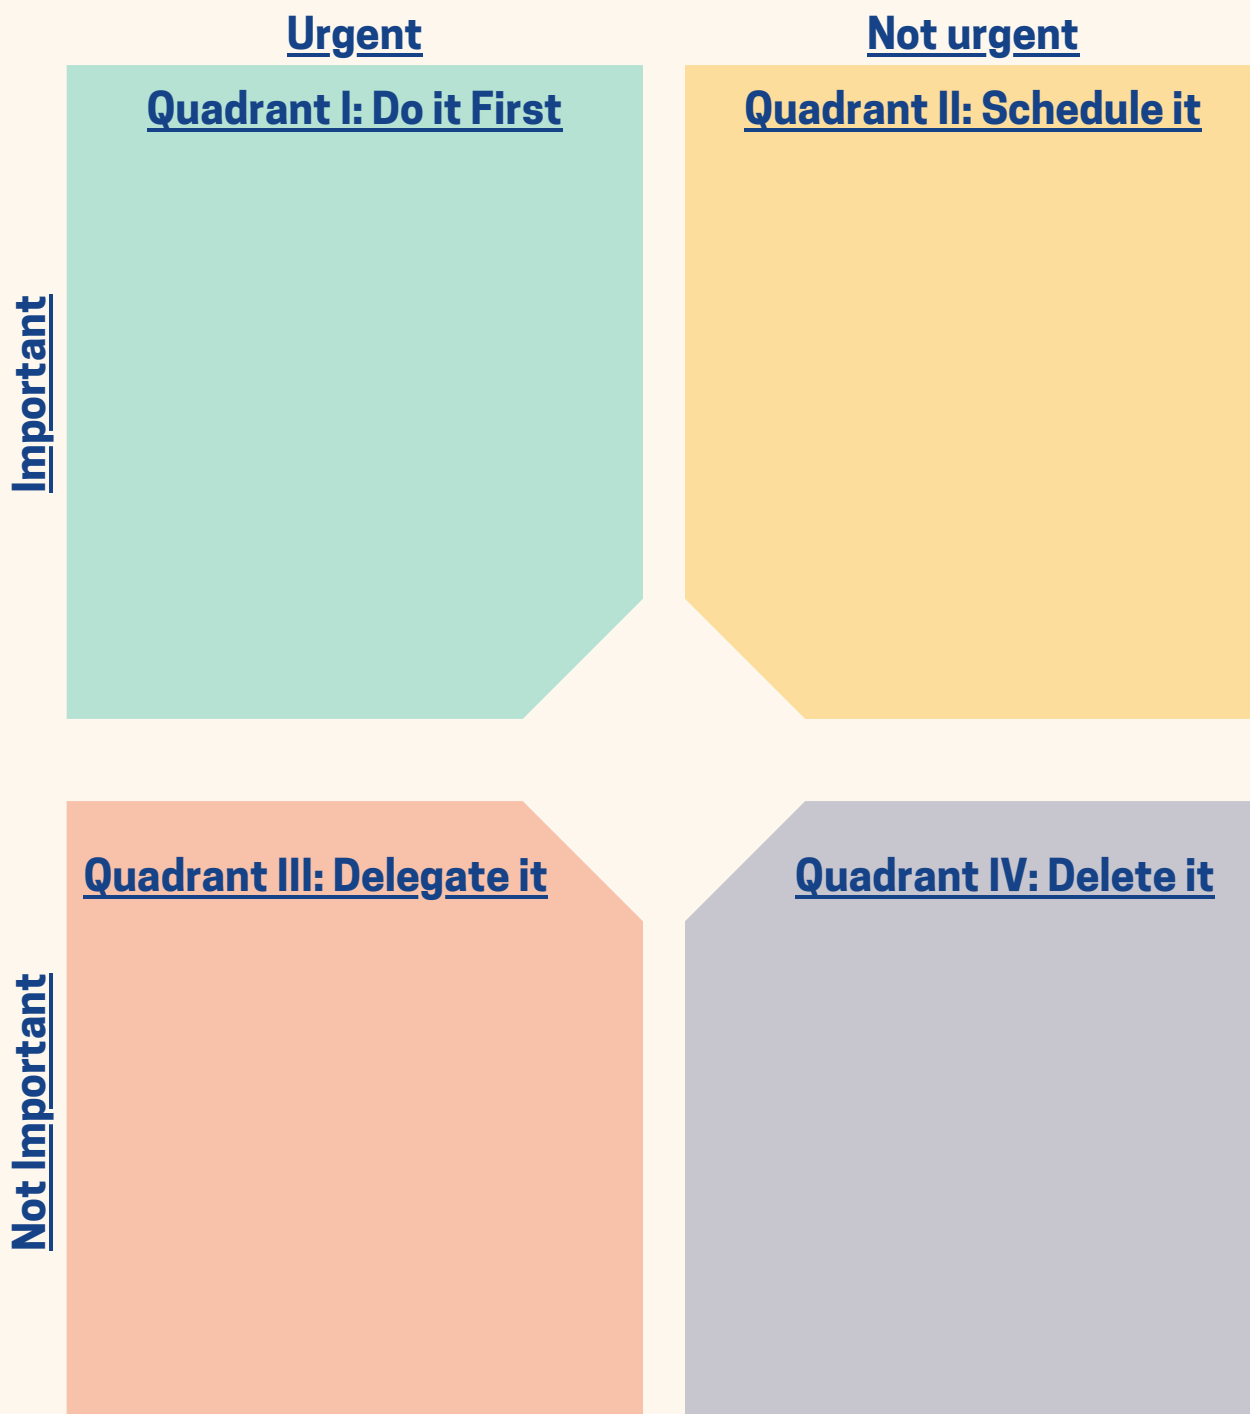 Urgent
Not urgent
Quadrant I: Do it First
Quadrant II: Schedule it
Important
Quadrant III: Delegate it
Quadrant IV: Delete it
Not Important